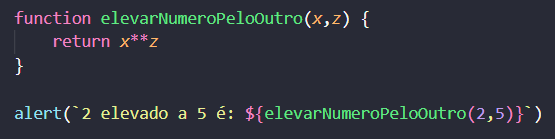 function elevarNumeroPeloOutro(x,z) {
    return x**z
}

alert(`2 elevado a 5 é: ${elevarNumeroPeloOutro(2,5)}`)